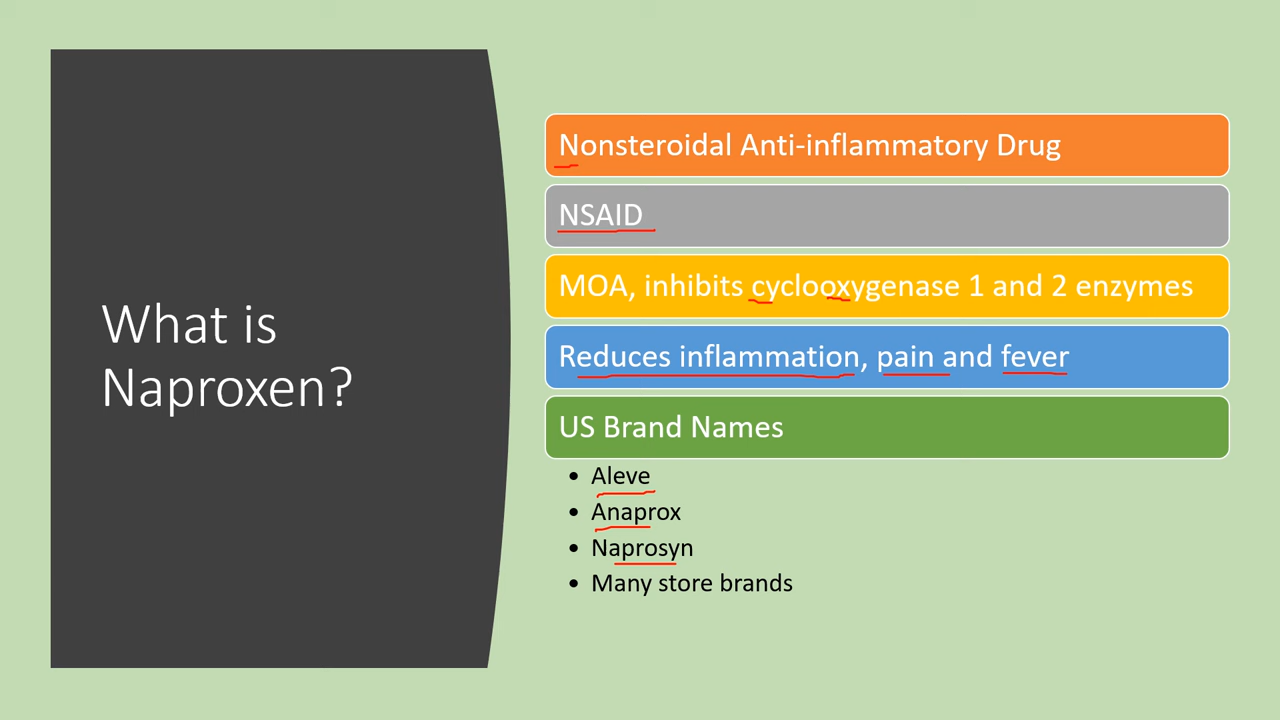 What is
Naproxen?
Nonsteroidal Anti-inflammatory Drug
NSAID
MOA, inhibits cyclooxygenase 1 and 2 enzymes
Reduces inflammation, pain and fever
US Brand Names
• Aleve
• Anaprox
• Naprosyn
• Many store brands